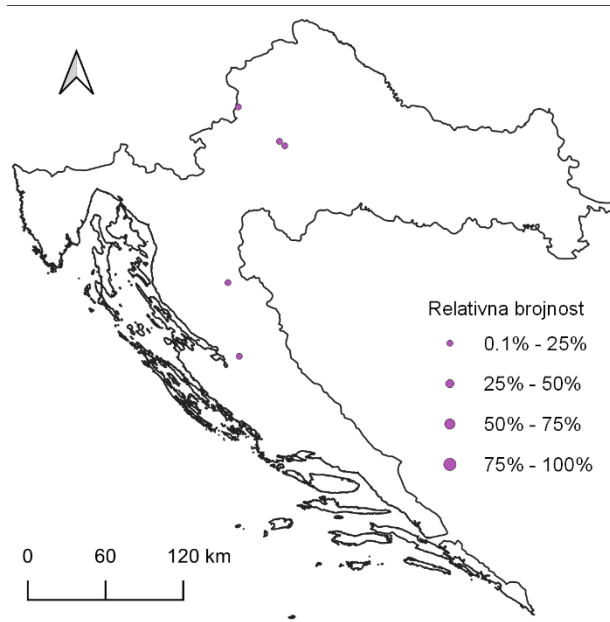 Relativna brojnost
0.1% - 25%
25% - 50%
50% - 75%
75% - 100%
0 60 120 km